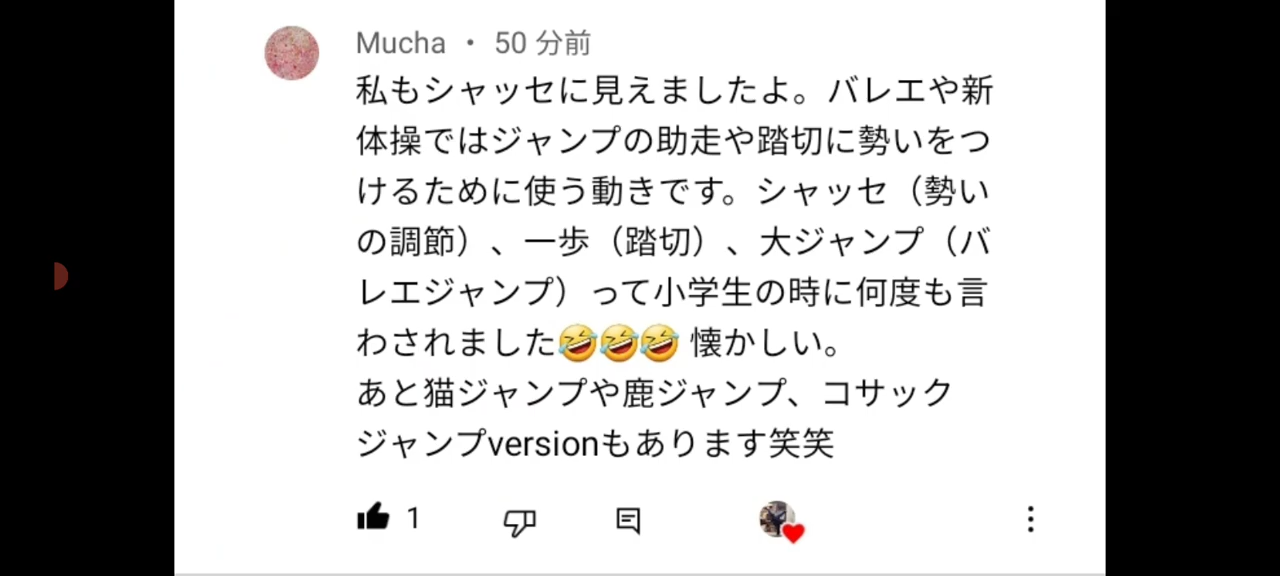 Mucha ・ 50 分前
私もシャッセに見えましたよ。バレエや新
体操ではジャンプの助走や踏切に勢いをつ
けるために使う動きです。シャッセ（勢い
の調節）、一歩（踏切）、大ジャンプ（バ
レエジャンプ）って小学生の時に何度も言
わされました🤣🤣🤣 懐かしい。
あと猫ジャンプや鹿ジャンプ、コサック
ジャンプversionもあります笑笑
1